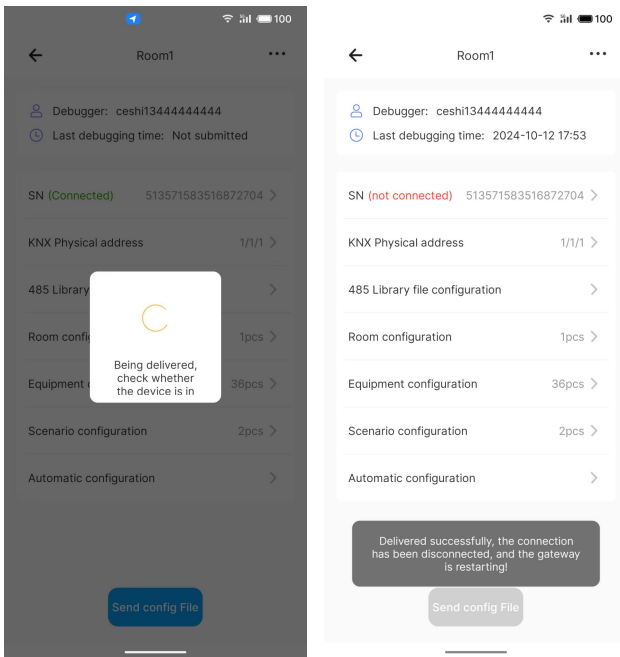 100
Room1
Debugger: ceshi13444444444
Last debugging time: Not submitted
SN (Connected) 513571583516872704
KNX Physical address 1/1/1
485 Library
Room confi 1pcs
Equipment 36pcs
Scenario configuration 2pcs
Automatic configuration
Being delivered,
check whether
the device is in
Send config File
100
Room1
Debugger: ceshi13444444444
Last debugging time: 2024-10-12 17:53
SN (not connected) 513571583516872704
KNX Physical address 1/1/1
485 Library file configuration
Room configuration 1pcs
Equipment configuration 36pcs
Scenario configuration 2pcs
Automatic configuration
Delivered successfully, the connection
has been disconnected, and the gateway
is restarting!
Send config File